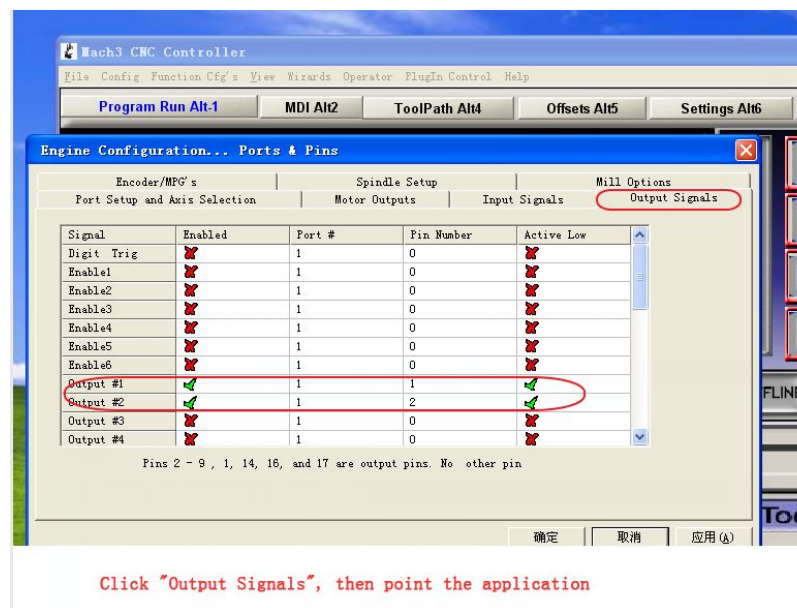 Mach3 CNC Controller
File Config Function Cfg's View Wizards Operator PlugIn Control Help
Program Run Alt-1 MDI Alt2 ToolPath Alt4 Offsets Alt5 Settings Alt6
Engine Configuration... Ports & Pins
Encoder/MPG's Spindle Setup Mill Options
Port Setup and Axis Selection Motor Outputs Input Signals Output Signals
Signal Enabled Port # Pin Number Active Low
Digit Trig 1 0
Enable1 1 0
Enable2 1 0
Enable3 1 0
Enable4 1 0
Enable5 1 0
Enable6 1 0
Output #1 1 1
Output #2 1 2
Output #3 1 0
Output #4 1 0
Pins 2 - 9 , 1, 14, 16, and 17 are output pins. No other pin
确定 取消 应用(A)
Click "Output Signals", then point the application